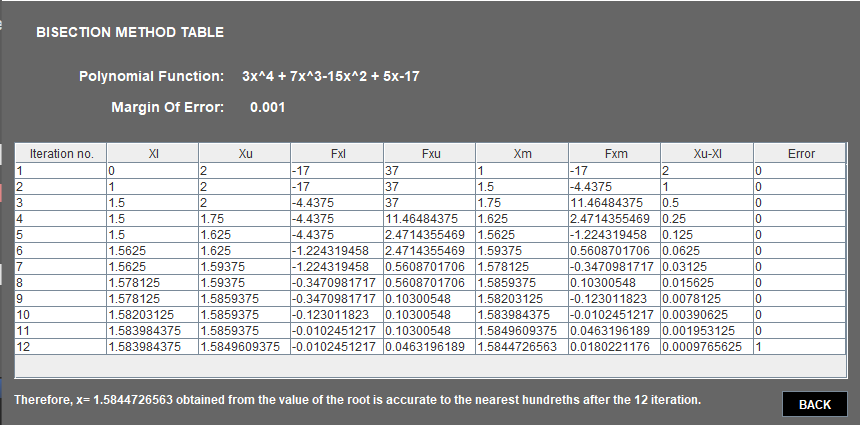 BISECTION METHOD TABLE
Polynomial Function: 3x^4 + 7x^3-15x^2 + 5x-17
Margin Of Error: 0.001
Iteration no. Xl Xu Fxl Fxu Xm Fxm Xu-Xl Error
1 0 2 -17 37 1 -17 2 0
2 1 2 -17 37 1.5 -4.4375 1 0
3 1.5 2 -4.4375 37 1.75 11.46484375 0.5 0
4 1.5 1.75 -4.4375 11.46484375 1.625 2.4714355469 0.25 0
5 1.5 1.625 -4.4375 2.4714355469 1.5625 -1.224319458 0.125 0
6 1.5625 1.625 -1.224319458 2.4714355469 1.59375 0.5608701706 0.0625 0
7 1.5625 1.59375 -1.224319458 0.5608701706 1.578125 -0.3470981717 0.03125 0
8 1.578125 1.59375 -0.3470981717 0.5608701706 1.5859375 0.10300548 0.015625 0
9 1.578125 1.5859375 -0.3470981717 0.10300548 1.58203125 -0.123011823 0.0078125 0
10 1.58203125 1.5859375 -0.123011823 0.10300548 1.583984375 -0.0102451217 0.00390625 0
11 1.583984375 1.5859375 -0.0102451217 0.10300548 1.5849609375 0.0463196189 0.001953125 0
12 1.583984375 1.5849609375 -0.0102451217 0.0463196189 1.5844726563 0.0180221176 0.0009765625 1
Therefore, x= 1.5844726563 obtained from the value of the root is accurate to the nearest hundreths after the 12 iteration.
BACK